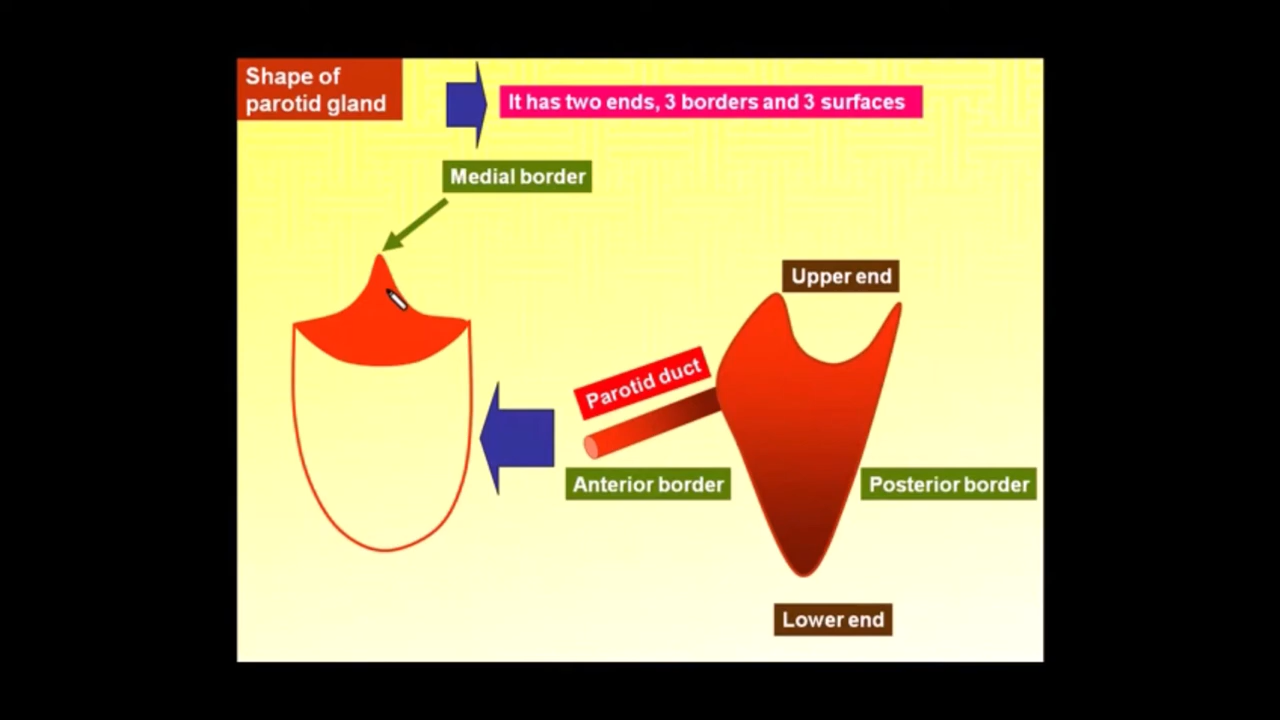 Shape of
parotid gland
It has two ends, 3 borders and 3 surfaces
Medial border
Upper end
Parotid duct
Anterior border
Posterior border
Lower end